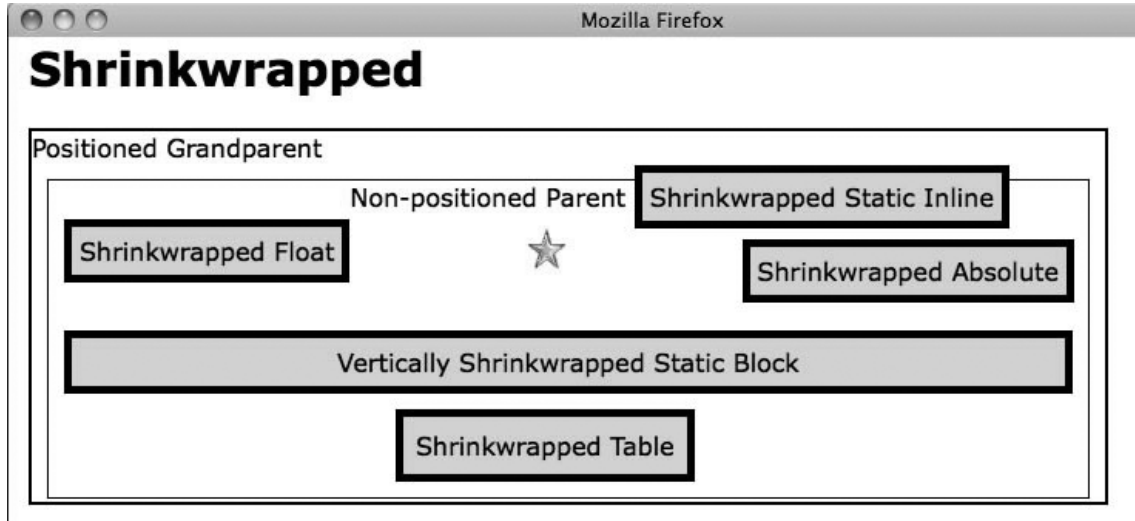 Mozilla Firefox
Shrinkwrapped
Positioned Grandparent
Non-positioned Parent Shrinkwrapped Static Inline
Shrinkwrapped Float
Shrinkwrapped Absolute
Vertically Shrinkwrapped Static Block
Shrinkwrapped Table